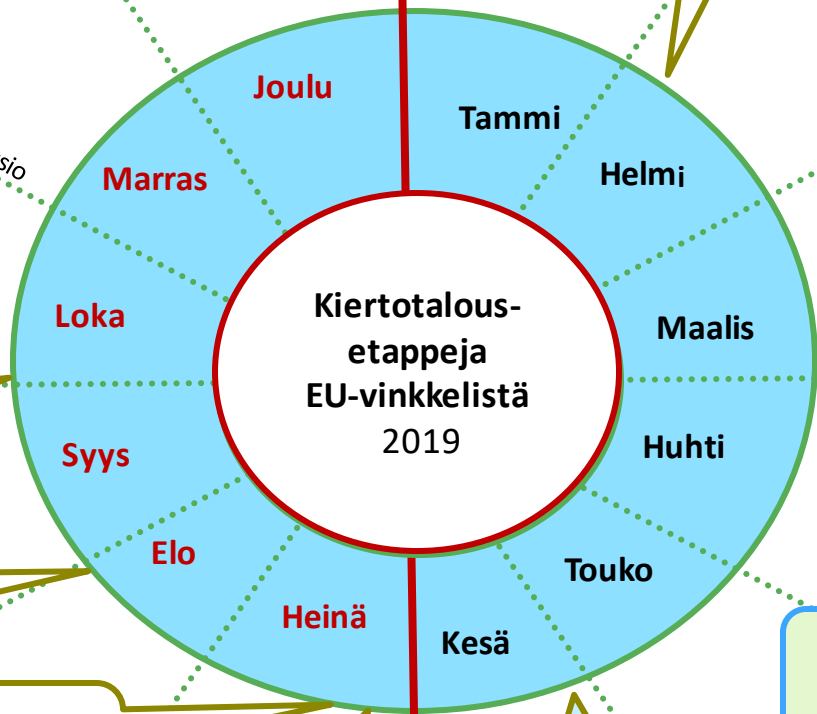 Joulu
Tammi
Marras
Helmi
Loka
Maalis
Kiertotalous-
etappeja
EU-vinkkelistä
2019
Syys
Huhti
Elo
Touko
Heinä
Kesä